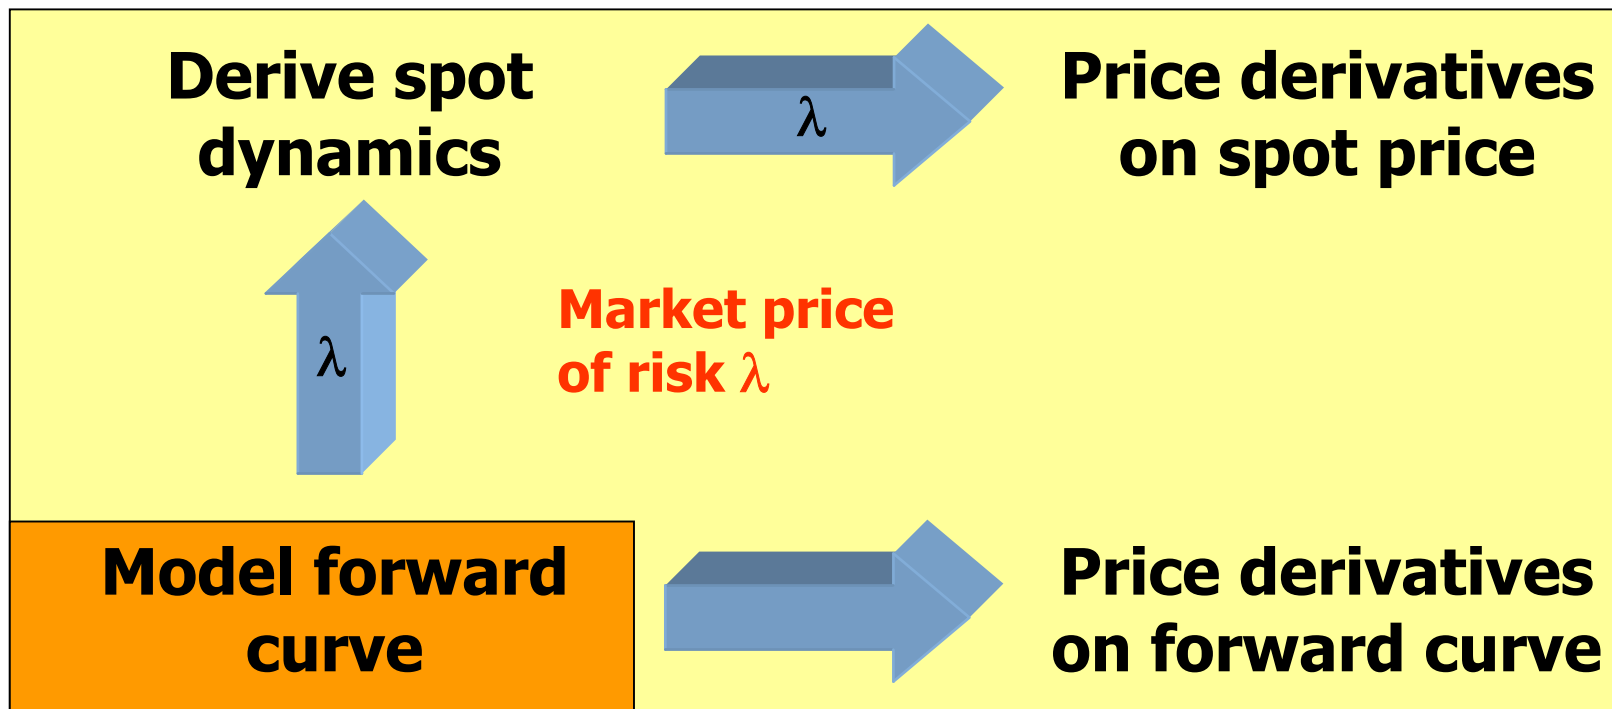 Derive spot
dynamics
λ
Price derivatives
on spot price
λ
Market price
of risk λ
Model forward
curve
Price derivatives
on forward curve